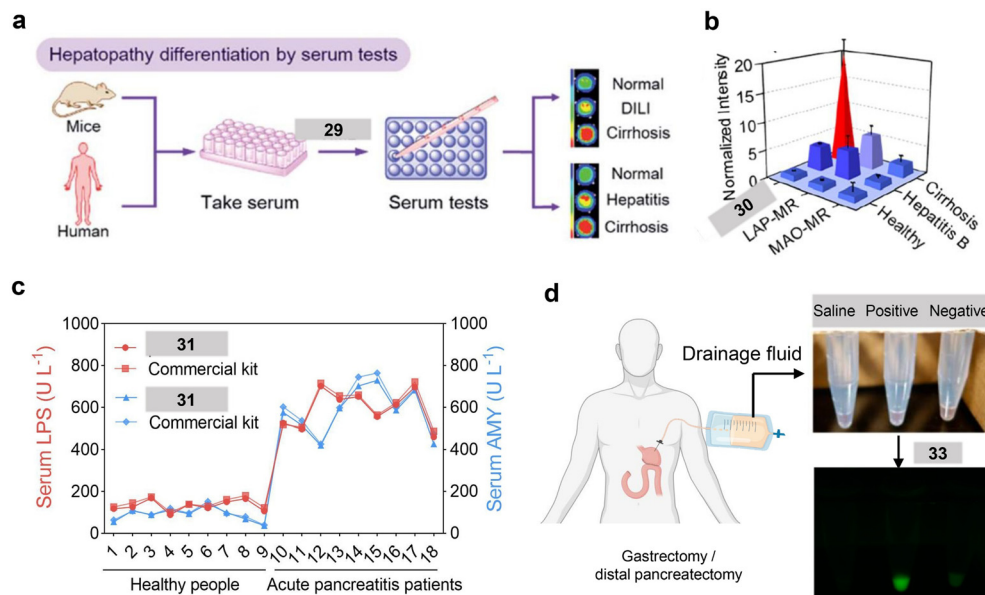 a
Hepatopathy differentiation by serum tests
Mice
Human
29
Take serum
Serum tests
Normal
DILI
Cirrhosis
Normal
Hepatitis
Cirrhosis
b
Normalized Intensity
20
15
10
5
0
30
LAP-MR
MAO-MR
Healthy
Hepatitis B
Cirrhosis
c
Serum LPS (U L⁻¹)
1000
800
600
400
200
0
31
Commercial kit
31
Commercial kit
1000
800
600
400
200
0
Serum AMY (U L⁻¹)
1 2 3 4 5 6 7 8 9 10 11 12 13 14 15 16 17 18
Healthy people Acute pancreatitis patients
d
Drainage fluid
Gastrectomy /
distal pancreatectomy
Saline Positive Negative
33